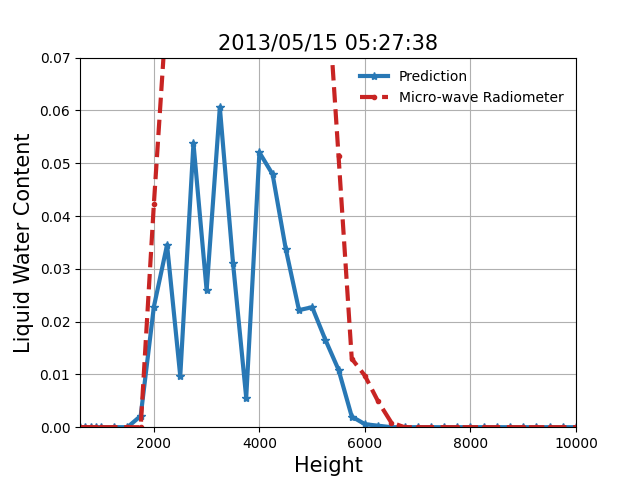 2013/05/15 05:27:38
0.07
0.06
0.05
0.04
0.03
0.02
0.01
0.00
Liquid Water Content
Prediction
Micro-wave Radiometer
2000 4000 6000 8000 10000
Height